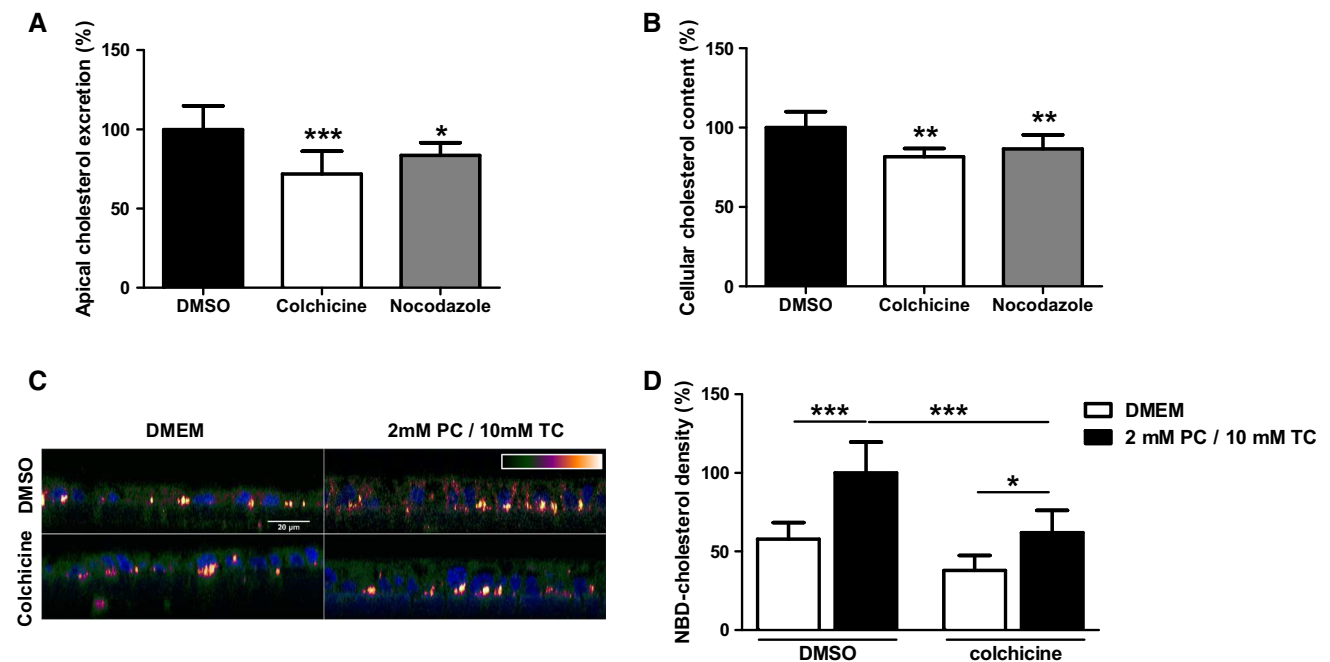 A
Apical cholesterol excretion (%)
150
100
50
0
***
*
DMSO
Colchicine
Nocodazole
B
Cellular cholesterol content (%)
150
100
50
0
**
**
DMSO
Colchicine
Nocodazole
C
DMEM
2mM PC / 10mM TC
DMSO
Colchicine
20 µm
D
NBD-cholesterol density (%)
150
100
50
0
***
***
*
DMSO
colchicine
DMEM
2 mM PC / 10 mM TC